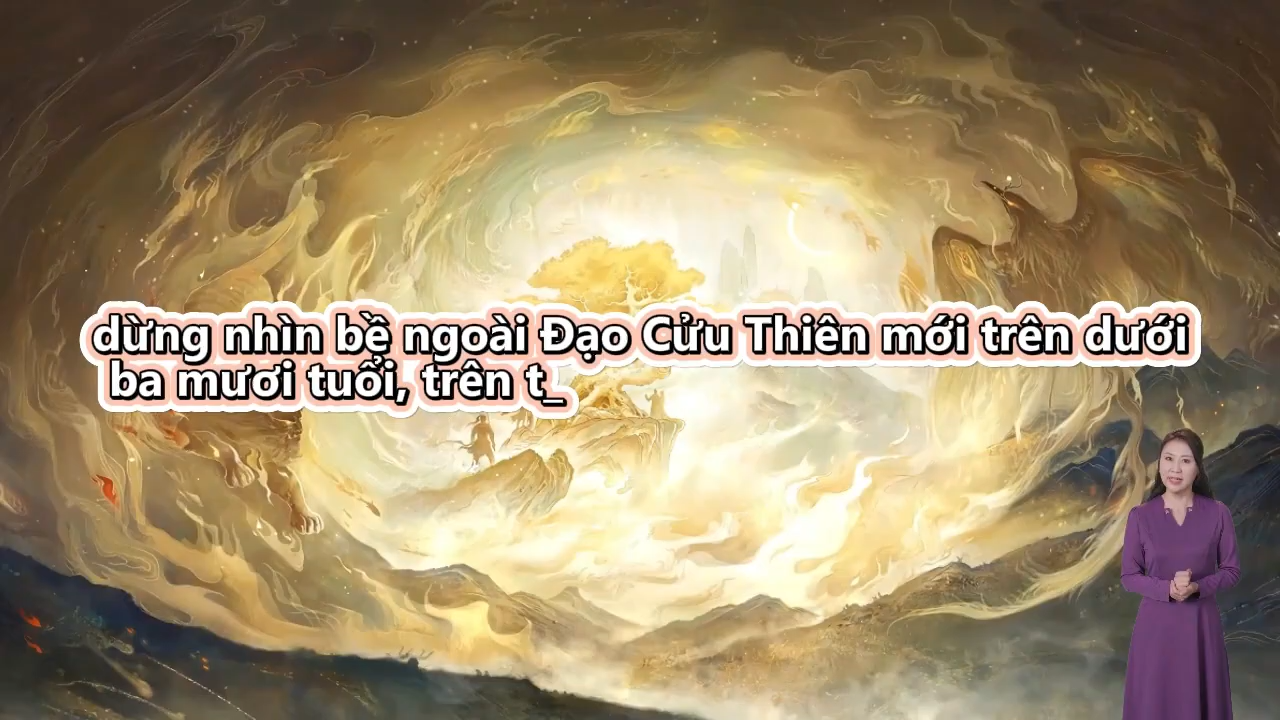 dừng nhìn bề ngoài Đạo Cửu Thiên mới trên dưới
ba mươi tuổi, trên t_